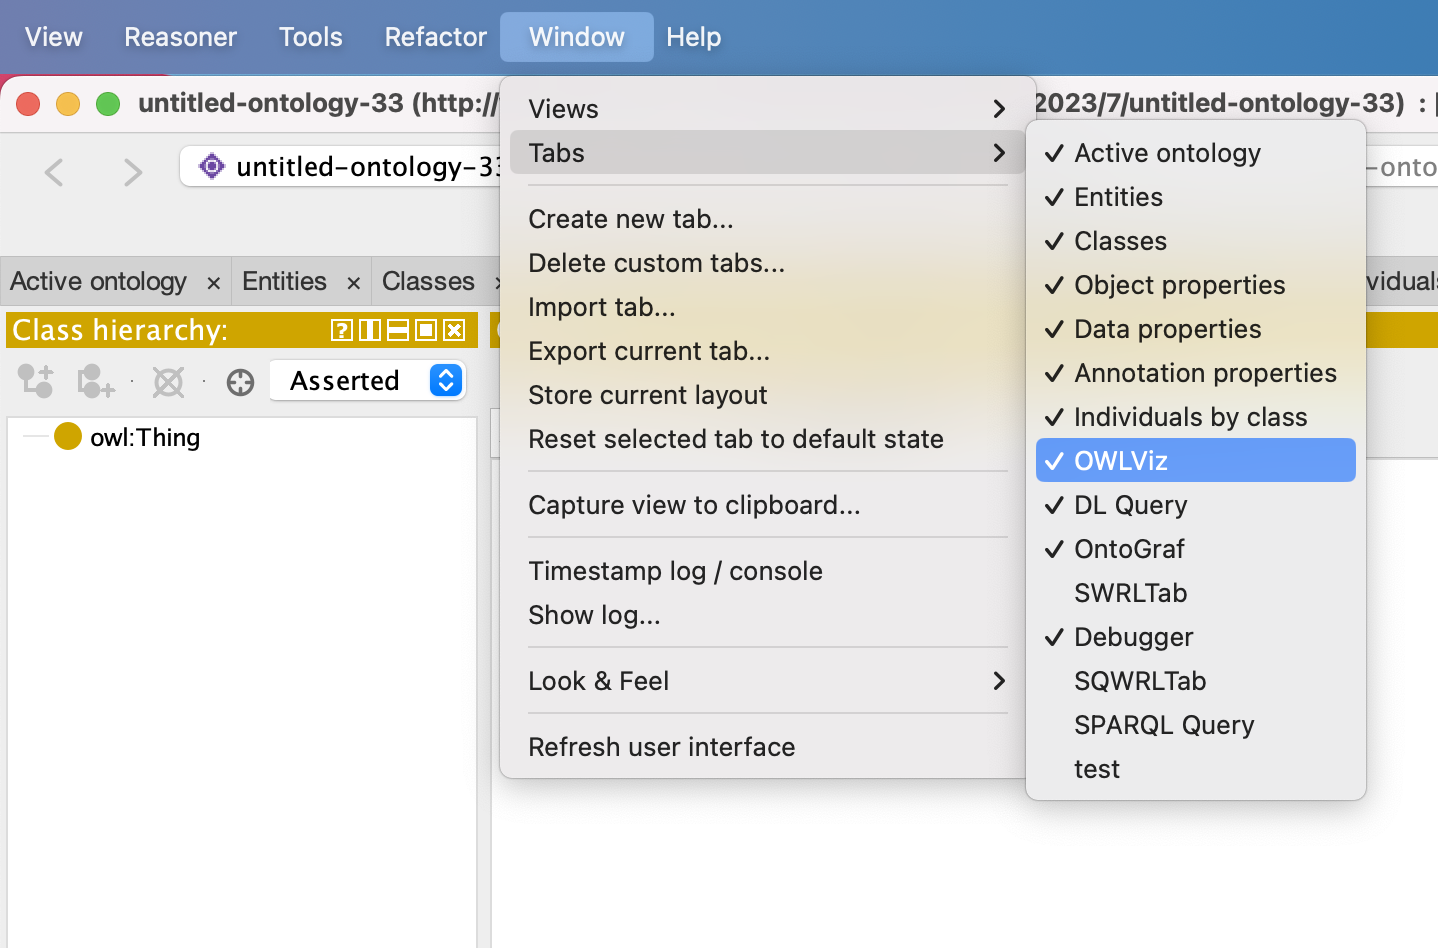 View Reasoner Tools Refactor Window Help
untitled-ontology-33 (http:// 2023/7/untitled-ontology-33) : [
untitled-ontology-33
Active ontology × Entities × Classes ×
Class hierarchy:
Asserted
owl:Thing
Views
Tabs
Create new tab...
Delete custom tabs...
Import tab...
Export current tab...
Store current layout
Reset selected tab to default state
Capture view to clipboard...
Timestamp log / console
Show log...
Look & Feel
Refresh user interface
Active ontology
Entities
Classes
Object properties
Data properties
Annotation properties
Individuals by class
OWLViz
DL Query
OntoGraf
SWRLTab
Debugger
SQWRLTab
SPARQL Query
test